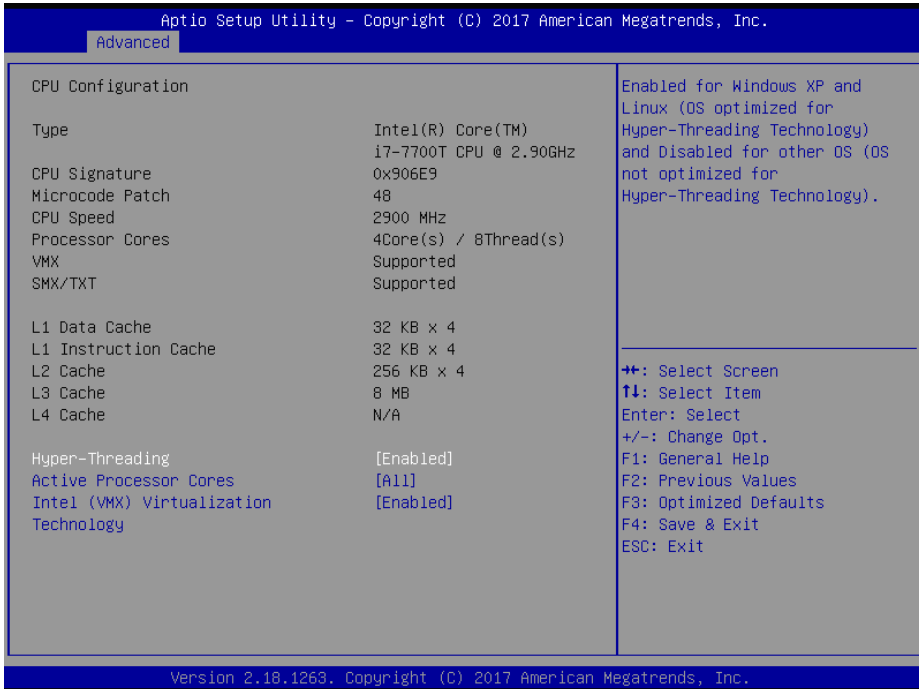 Aptio Setup Utility – Copyright (C) 2017 American Megatrends, Inc.
Advanced
CPU Configuration
Type Intel(R) Core(TM)
i7-7700T CPU @ 2.90GHz
CPU Signature 0x906E9
Microcode Patch 48
CPU Speed 2900 MHz
Processor Cores 4Core(s) / 8Thread(s)
VMX Supported
SMX/TXT Supported
L1 Data Cache 32 KB x 4
L1 Instruction Cache 32 KB x 4
L2 Cache 256 KB x 4
L3 Cache 8 MB
L4 Cache N/A
Hyper-Threading [Enabled]
Active Processor Cores [All]
Intel (VMX) Virtualization [Enabled]
Technology
Enabled for Windows XP and
Linux (OS optimized for
Hyper-Threading Technology)
and Disabled for other OS (OS
not optimized for
Hyper-Threading Technology).
→←: Select Screen
↑↓: Select Item
Enter: Select
+/-: Change Opt.
F1: General Help
F2: Previous Values
F3: Optimized Defaults
F4: Save & Exit
ESC: Exit
Version 2.18.1263. Copyright (C) 2017 American Megatrends, Inc.